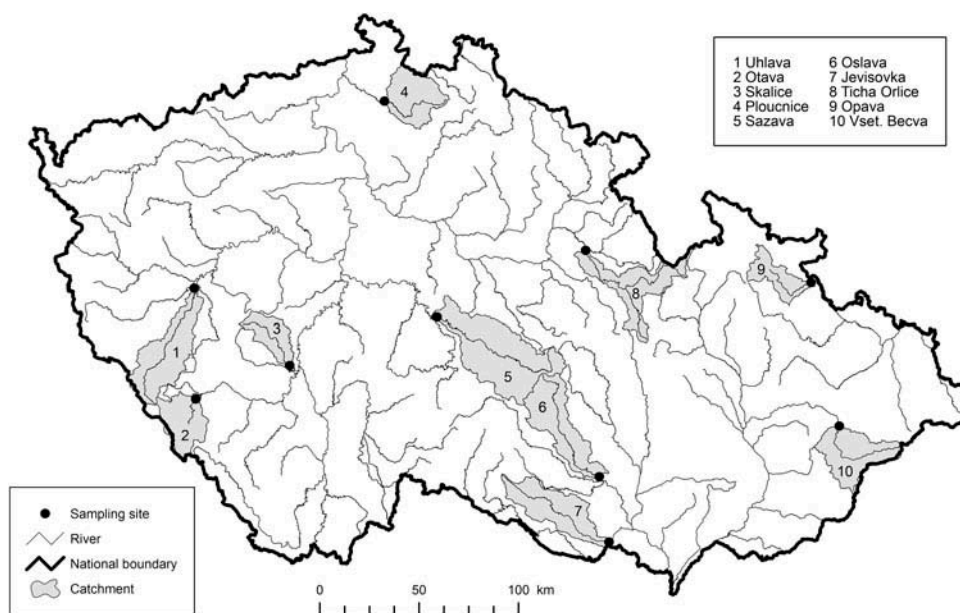 1 Uhlava 6 Oslava
2 Otava 7 Jevisovka
3 Skalice 8 Ticha Orlice
4 Ploucnice 9 Opava
5 Sazava 10 Vset. Becva
4
9
8
1
3
5
2
6
10
7
Sampling site
River
National boundary
Catchment
0 50 100 km